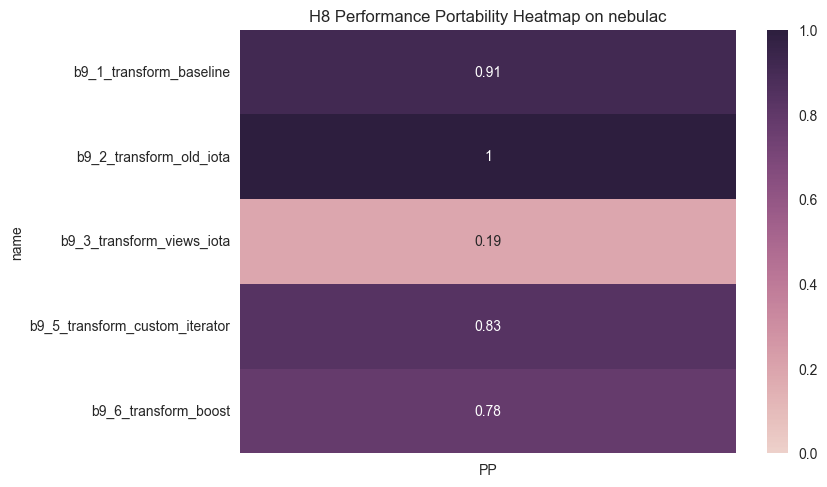 H8 Performance Portability Heatmap on nebulac
name
b9_1_transform_baseline
0.91
b9_2_transform_old_iota
1
b9_3_transform_views_iota
0.19
b9_5_transform_custom_iterator
0.83
b9_6_transform_boost
0.78
PP
1.0
0.8
0.6
0.4
0.2
0.0